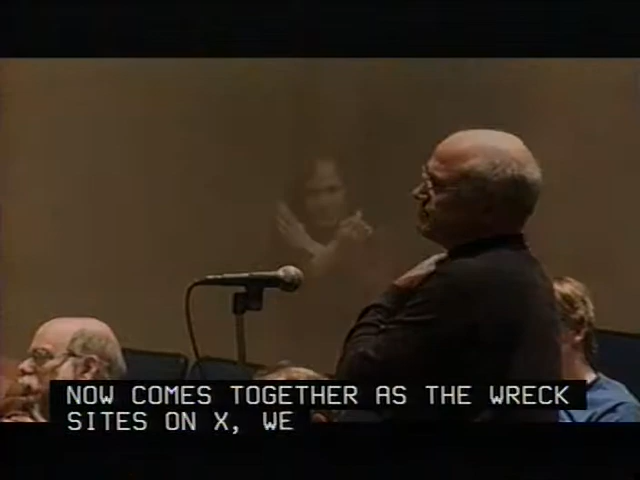 NOW COMES TOGETHER AS THE WRECK
SITES ON X, WE